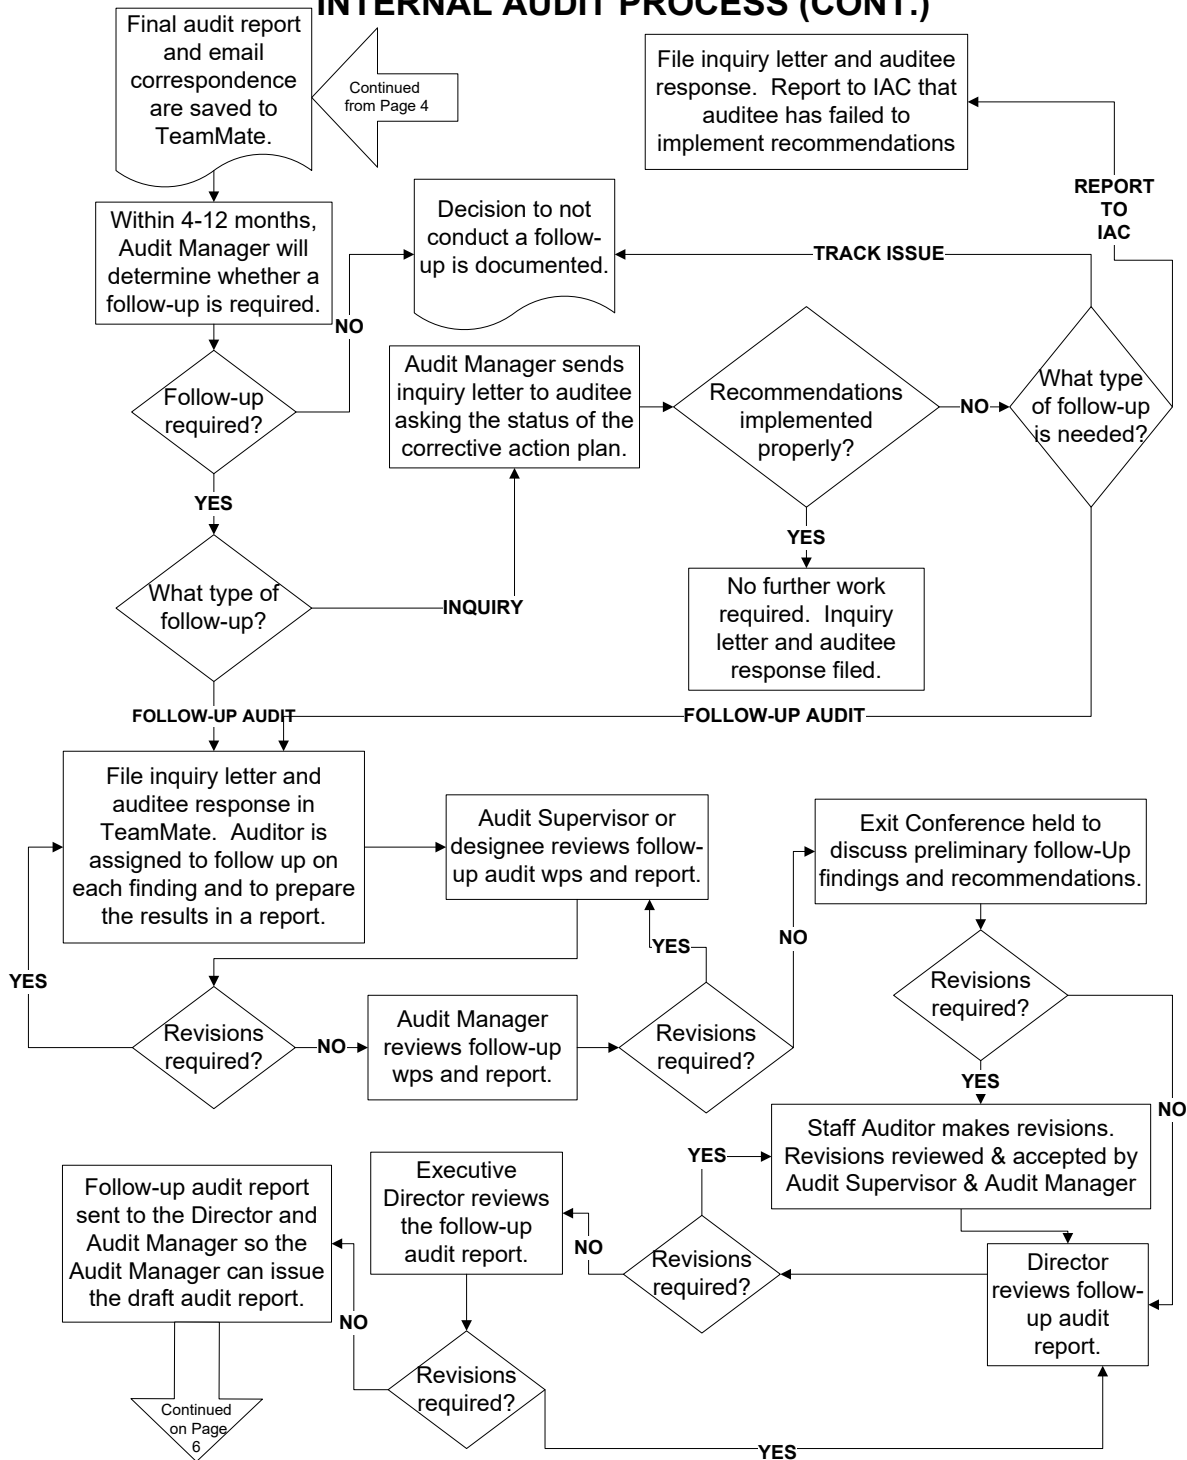 INTERNAL AUDIT PROCESS (CONT.)
Final audit report
and email
correspondence
are saved to
TeamMate.
Continued
from Page 4
File inquiry letter and auditee
response.  Report to IAC that
auditee has failed to
implement recommendations
REPORT
TO
IAC
Within 4-12 months,
Audit Manager will
determine whether a
follow-up is required.
Decision to not
conduct a follow-
up is documented.
TRACK ISSUE
NO
Follow-up
required?
Audit Manager sends
inquiry letter to auditee
asking the status of the
corrective action plan.
Recommendations
implemented
properly?
NO
What type
of follow-up
is needed?
YES
YES
What type of
follow-up?
INQUIRY
No further work
required.  Inquiry
letter and auditee
response filed.
FOLLOW-UP AUDIT
FOLLOW-UP AUDIT
File inquiry letter and
auditee response in
TeamMate.  Auditor is
assigned to follow up on
each finding and to prepare
the results in a report.
Audit Supervisor or
designee reviews follow-
up audit wps and report.
Exit Conference held to
discuss preliminary follow-Up
findings and recommendations.
YES
NO
YES
Revisions
required?
NO
Audit Manager
reviews follow-up
wps and report.
Revisions
required?
Revisions
required?
YES
NO
Staff Auditor makes revisions.
Revisions reviewed & accepted by
Audit Supervisor & Audit Manager
YES
Follow-up audit report
sent to the Director and
Audit Manager so the
Audit Manager can issue
the draft audit report.
Executive
Director reviews
the follow-up
audit report.
NO
Revisions
required?
Director
reviews follow-
up audit
report.
NO
Revisions
required?
Continued
on Page
6
YES